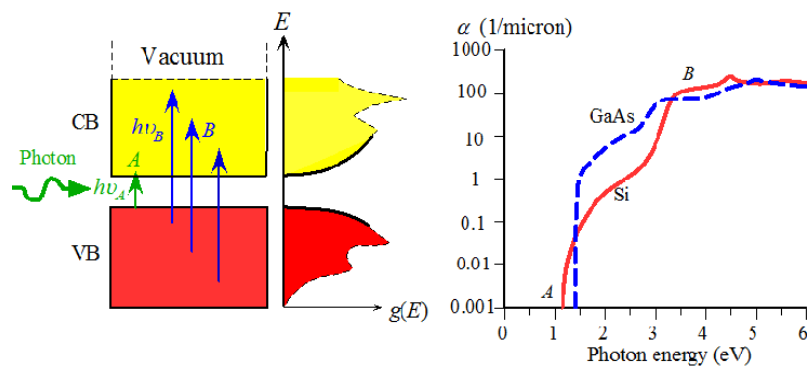 E
Vacuum
CB
hυB
B
Photon
A
hυA
VB
g(E)
α (1/micron)
1000
100
10
1
0.1
0.01
0.001
B
GaAs
Si
A
0 1 2 3 4 5 6
Photon energy (eV)